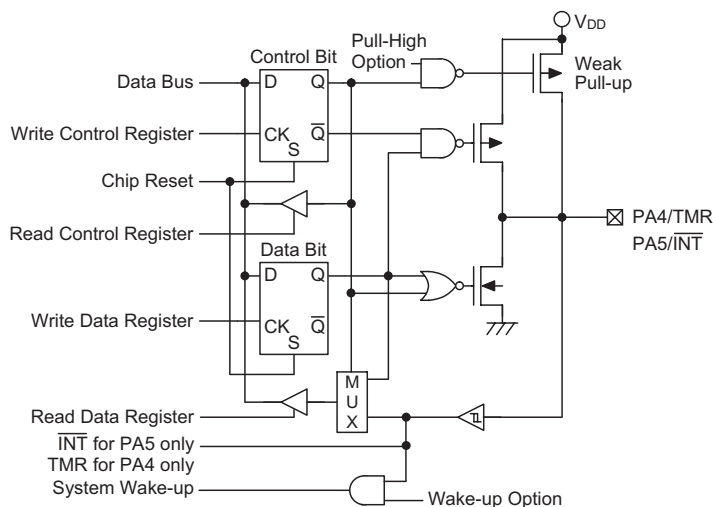 VDD
Pull-High
Option
Control Bit
Weak
Pull-up
Data Bus
D
Q
Write Control Register
CK
Q̅
S
Chip Reset
PA4/TMR
PA5/I̅N̅T̅
Read Control Register
Data Bit
D
Q
Write Data Register
CK
Q̅
S
M
U
X
Read Data Register
I̅N̅T̅ for PA5 only
TMR for PA4 only
System Wake-up
Wake-up Option